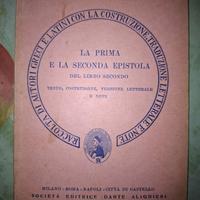 RACCOLTA DI AUTORI GRECI E LATINI CON LA COSTRUZIONE, TRADUZIONE LETTERALE E NOTE
LA PRIMA
E LA SECONDA EPISTOLA
DEL LIBRO SECONDO
TESTO, COSTRUZIONE, VERSIONE LETTERALE
E NOTE
MILANO - ROMA - NAPOLI - CITTÀ DI CASTELLO
SOCIETÀ EDITRICE DANTE ALIGHIERI